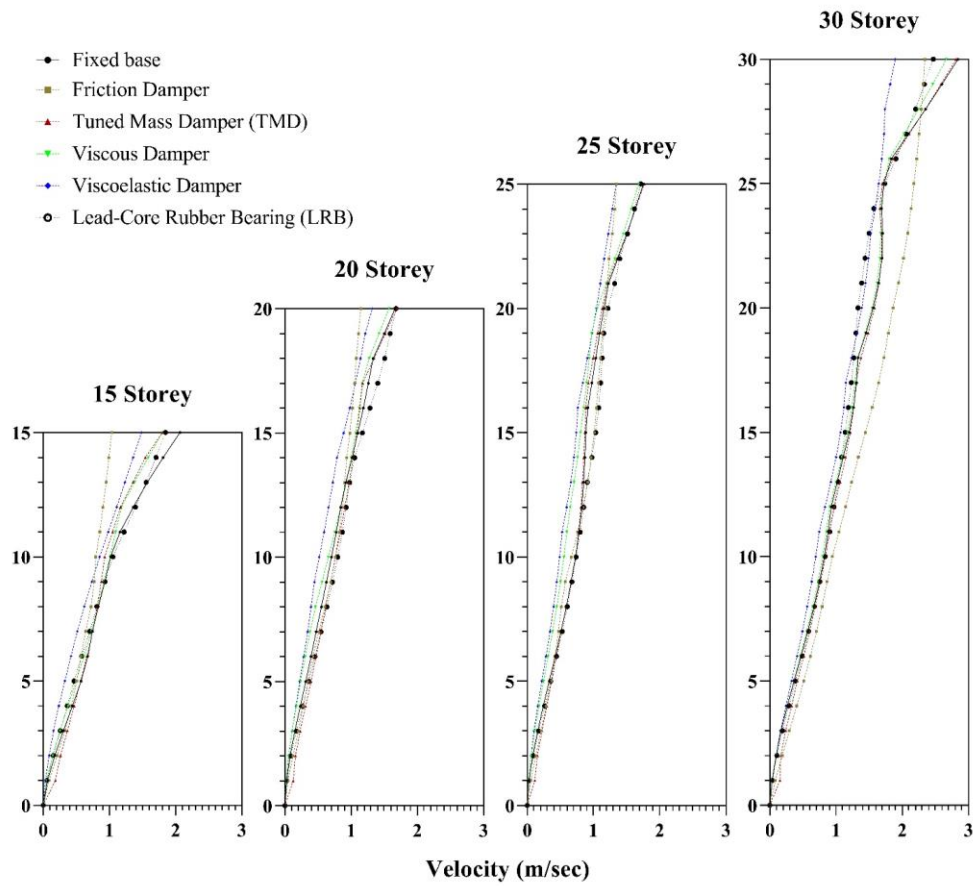 Fixed base
Friction Damper
Tuned Mass Damper (TMD)
Viscous Damper
Viscoelastic Damper
Lead-Core Rubber Bearing (LRB)
15 Storey
15
10
5
0
0 1 2 3
20 Storey
20
15
10
5
0
0 1 2 3
25 Storey
25
20
15
10
5
0
0 1 2 3
30 Storey
30
25
20
15
10
5
0
0 1 2 3
Velocity (m/sec)